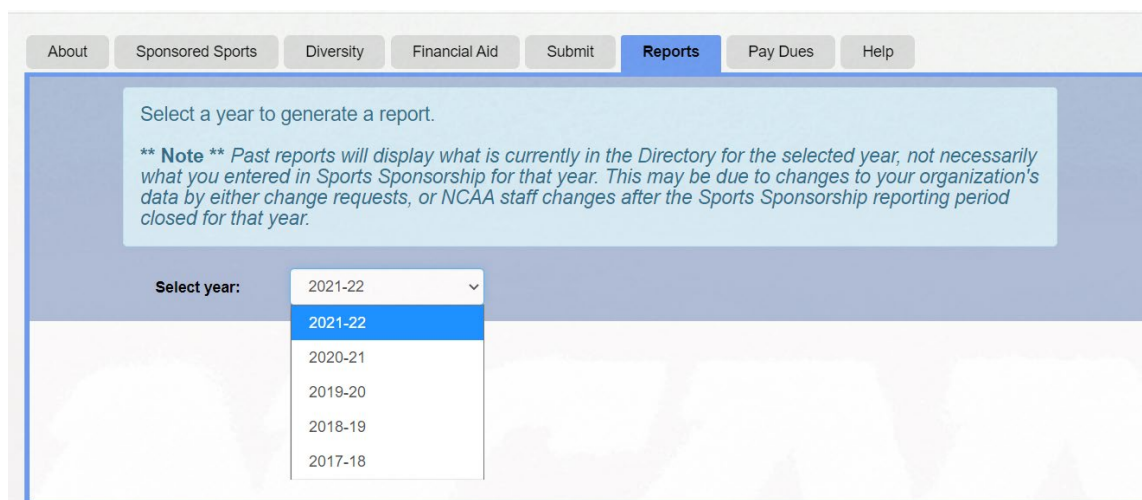 About Sponsored Sports Diversity Financial Aid Submit Reports Pay Dues Help
Select a year to generate a report.
** Note ** Past reports will display what is currently in the Directory for the selected year, not necessarily
what you entered in Sports Sponsorship for that year. This may be due to changes to your organization's
data by either change requests, or NCAA staff changes after the Sports Sponsorship reporting period
closed for that year.
Select year: 2021-22
2021-22
2020-21
2019-20
2018-19
2017-18